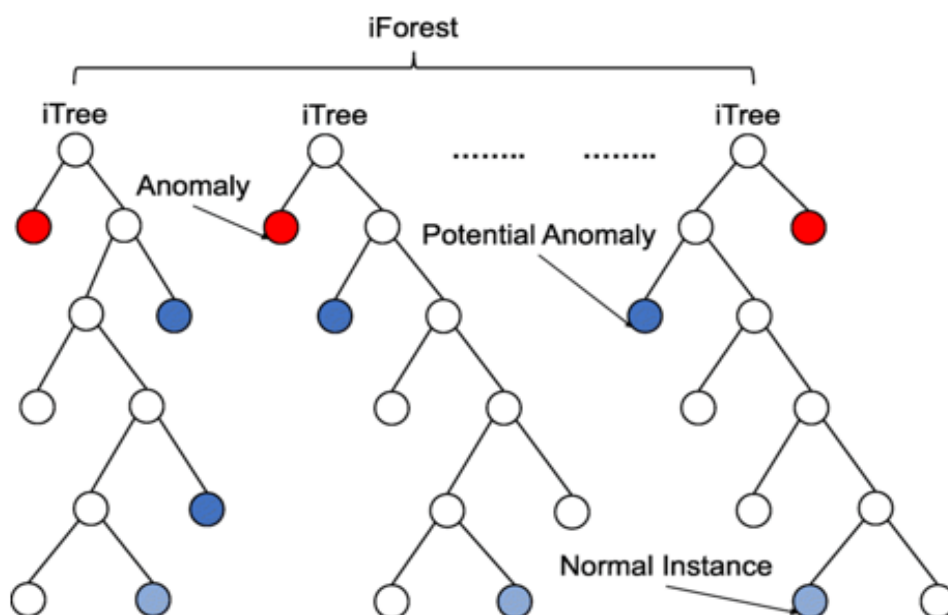 iForest
iTree
iTree
........
........
iTree
Anomaly
Potential Anomaly
Normal Instance